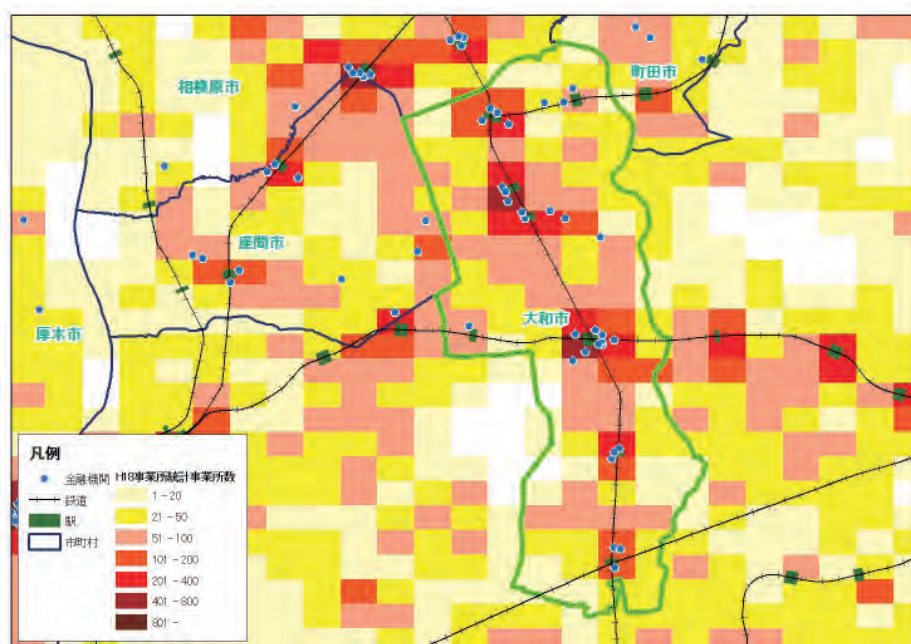 町田市
相模原市
座間市
大和市
厚木市
凡例
金融機関
鉄道
駅
市町村
H18事業所統計事業所数
1 - 20
21 - 50
51 - 100
101 - 200
201 - 400
401 - 800
801 -